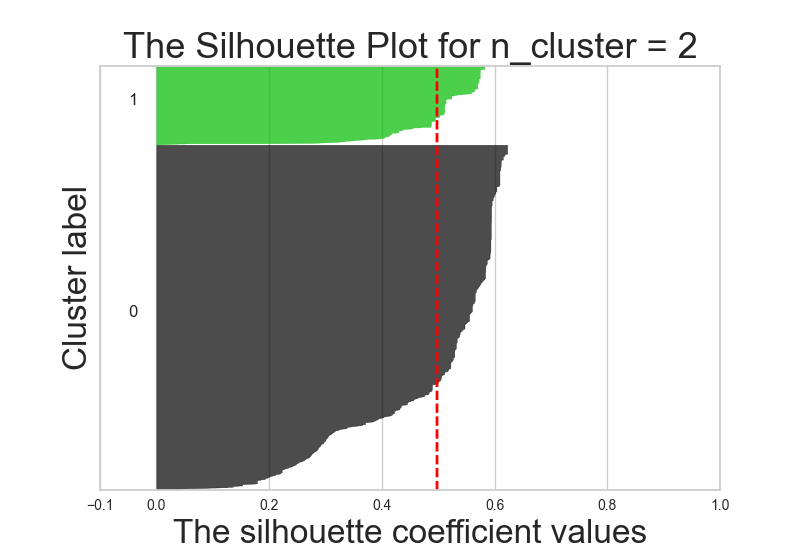 The Silhouette Plot for n_cluster = 2
1
0
Cluster label
−0.1 0.0 0.2 0.4 0.6 0.8 1.0
The silhouette coefficient values